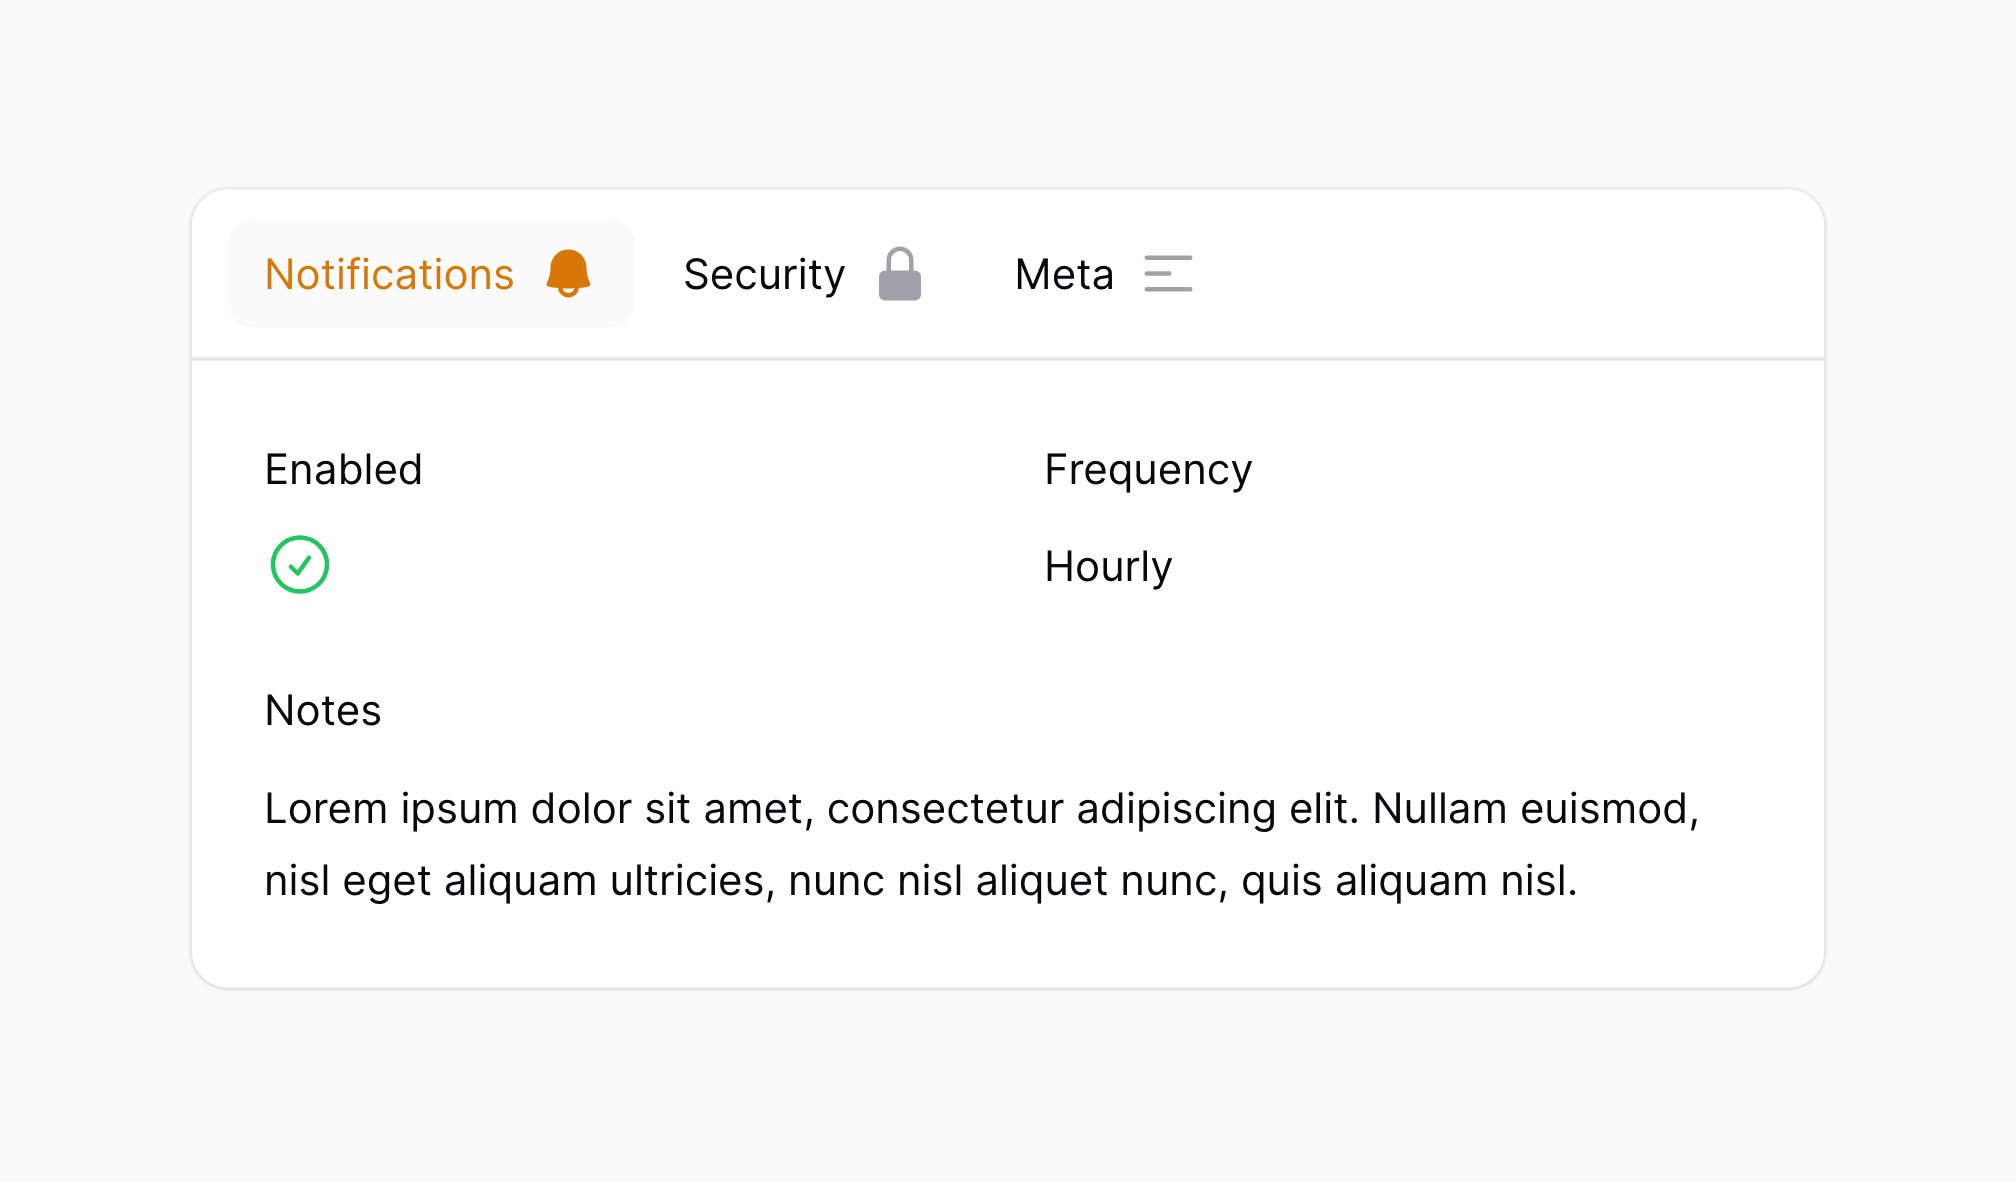 Notifications
Security
Meta
Enabled
Frequency
Hourly
Notes
Lorem ipsum dolor sit amet, consectetur adipiscing elit. Nullam euismod,
nisl eget aliquam ultricies, nunc nisl aliquet nunc, quis aliquam nisl.